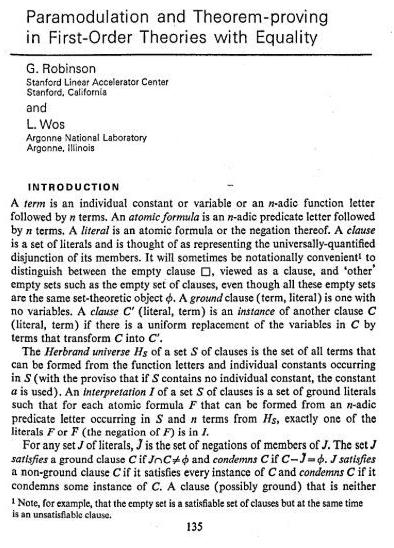 Paramodulation and Theorem-proving
in First-Order Theories with Equality
G. Robinson
Stanford Linear Accelerator Center
Stanford, California
and
L. Wos
Argonne National Laboratory
Argonne, Illinois
INTRODUCTION
A term is an individual constant or variable or an n-adic function letter
followed by n terms. An atomic formula is an n-adic predicate letter followed
by n terms. A literal is an atomic formula or the negation thereof. A clause
is a set of literals and is thought of as representing the universally-quantified
disjunction of its members. It will sometimes be notationally convenient¹ to
distinguish between the empty clause □, viewed as a clause, and ‘other’
empty sets such as the empty set of clauses, even though all these empty sets
are the same set-theoretic object ϕ. A ground clause (term, literal) is one with
no variables. A clause C′ (literal, term) is an instance of another clause C
(literal, term) if there is a uniform replacement of the variables in C by
terms that transform C into C′.
The Herbrand universe H_S of a set S of clauses is the set of all terms that
can be formed from the function letters and individual constants occurring
in S (with the proviso that if S contains no individual constant, the constant
a is used). An interpretation I of a set S of clauses is a set of ground literals
such that for each atomic formula F that can be formed from an n-adic
predicate letter occurring in S and n terms from H_S, exactly one of the
literals F or F̄ (the negation of F) is in I.
For any set J of literals, J̄ is the set of negations of members of J. The set J
satisfies a ground clause C if J∩C≠ϕ and condemns C if C−J̄=ϕ. J satisfies
a non-ground clause C if it satisfies every instance of C and condemns C if it
condemns some instance of C. A clause (possibly ground) that is neither
¹ Note, for example, that the empty set is a satisfiable set of clauses but at the same time
is an unsatisfiable clause.
135